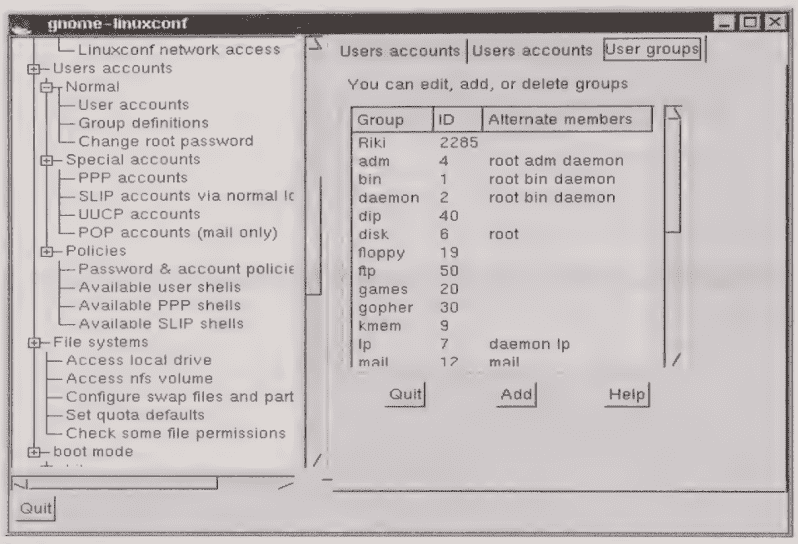 gnome-linuxconf
Linuxconf network access
Users accounts
Normal
User accounts
Group definitions
Change root password
Special accounts
PPP accounts
SLIP accounts via normal lc
UUCP accounts
POP accounts (mail only)
Policies
Password & account policie
Available user shells
Available PPP shells
Available SLIP shells
File systems
Access local drive
Access nfs volume
Configure swap files and part
Set quota defaults
Check some file permissions
boot mode
Quit
Users accounts Users accounts User groups
You can edit, add, or delete groups
Group ID Alternate members
Riki 2285
adm 4 root adm daemon
bin 1 root bin daemon
daemon 2 root bin daemon
dip 40
disk 6 root
floppy 19
ftp 50
games 20
gopher 30
kmem 9
lp 7 daemon lp
mail 12 mail
Quit Add Help